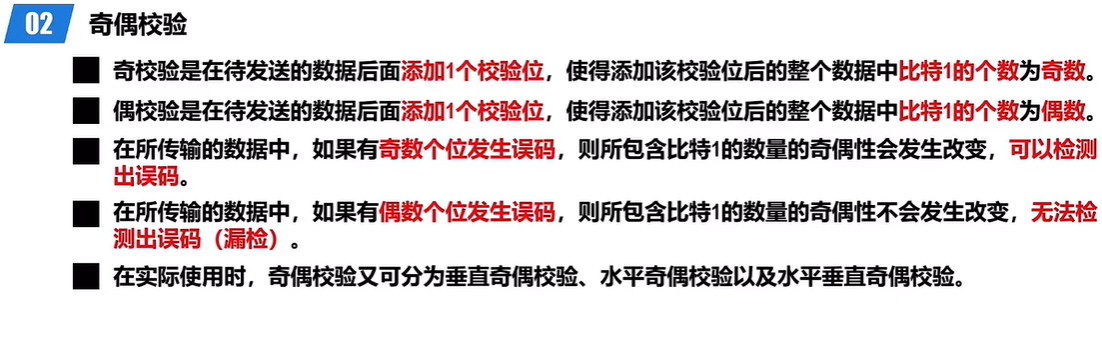 02 奇偶校验
奇校验是在待发送的数据后面添加1个校验位，使得添加该校验位后的整个数据中比特1的个数为奇数。
偶校验是在待发送的数据后面添加1个校验位，使得添加该校验位后的整个数据中比特1的个数为偶数。
在所传输的数据中，如果有奇数个位发生误码，则所包含比特1的数量的奇偶性会发生改变，可以检测
出误码。
在所传输的数据中，如果有偶数个位发生误码，则所包含比特1的数量的奇偶性不会发生改变，无法检
测出误码（漏检）。
在实际使用时，奇偶校验又可分为垂直奇偶校验、水平奇偶校验以及水平垂直奇偶校验。